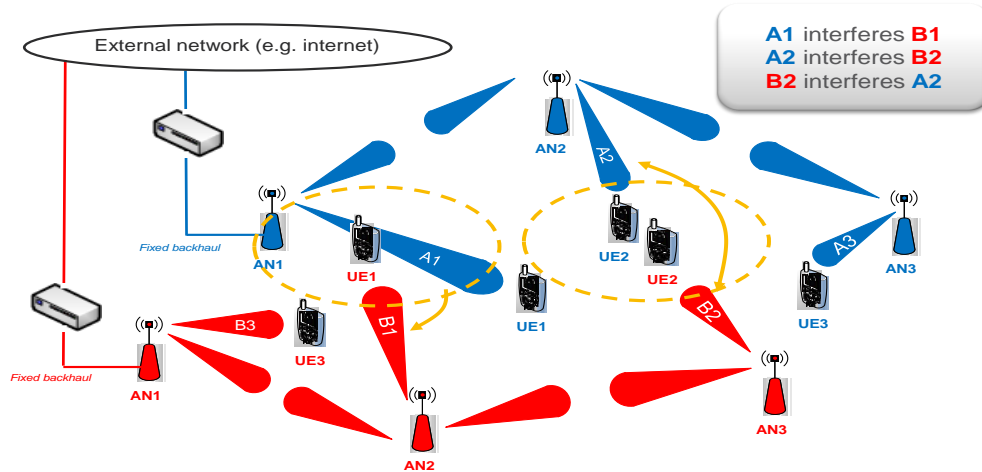 External network (e.g. internet)
A1 interferes B1
A2 interferes B2
B2 interferes A2
AN2
A2
Fixed backhaul
AN1
UE1
A1
UE2
UE2
A3
AN3
B3
UE3
B1
UE1
B2
UE3
Fixed backhaul
AN1
AN2
AN3